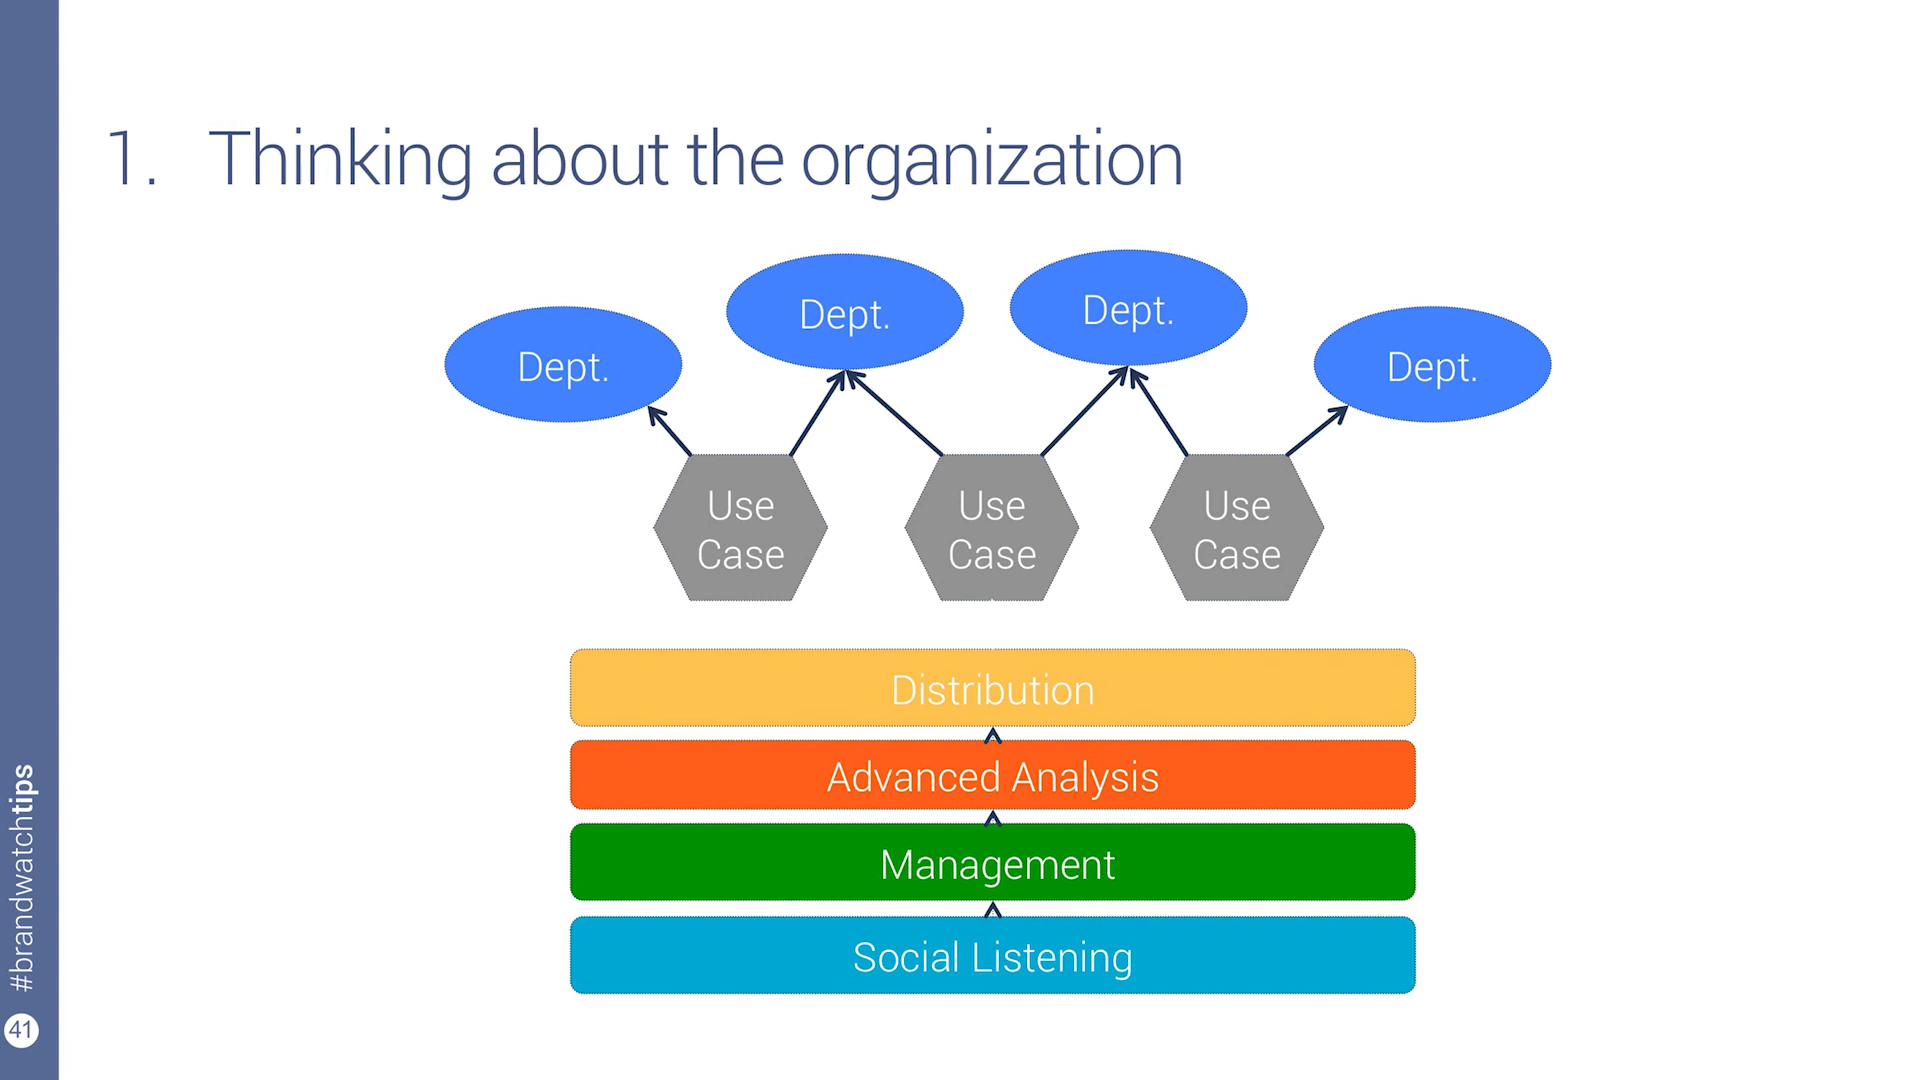 1. Thinking about the organization
Dept.
Dept.
Dept.
Dept.
Use
Case
Use
Case
Use
Case
Distribution
Advanced Analysis
Management
Social Listening
#brandwatchtips
41